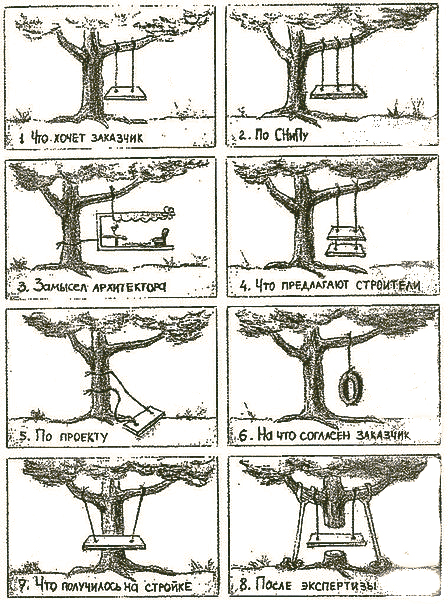 1 Что хочет заказчик
2. По СНиПу
3. Замысел архитектора
4. Что предлагают строители
5. По проекту
6. На что согласен заказчик
7. Что получилось на стройке
8. После экспертизы